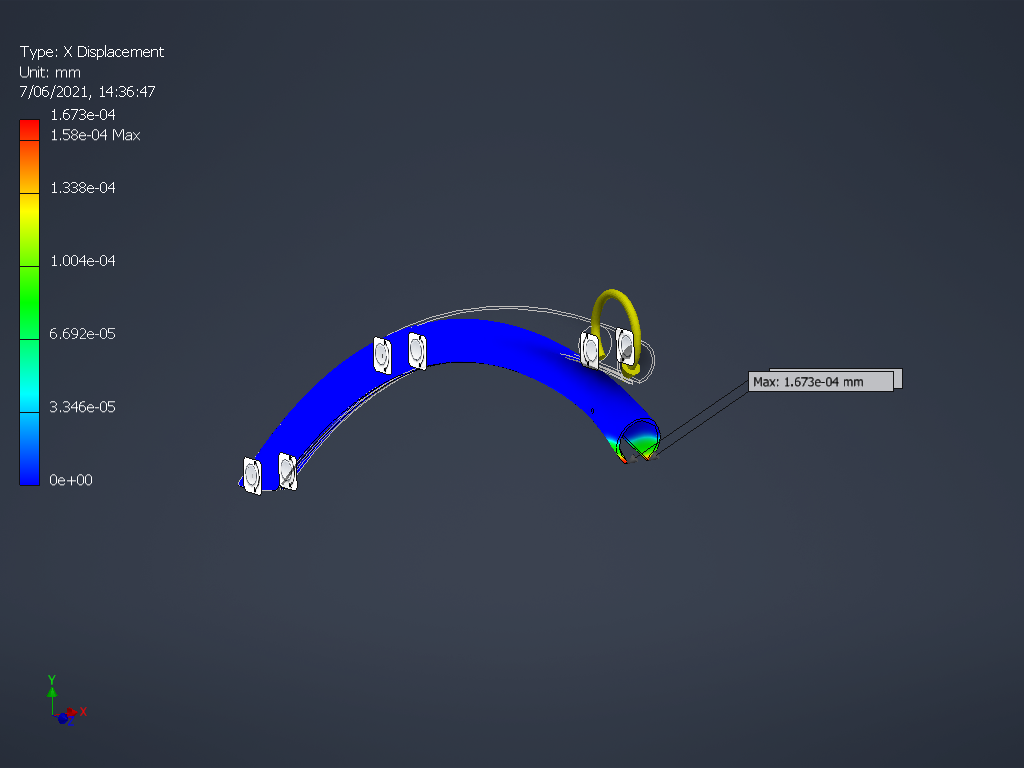 Type: X Displacement
Unit: mm
7/06/2021, 14:36:47
1.673e-04
1.58e-04 Max
1.338e-04
1.004e-04
6.692e-05
3.346e-05
0e+00
Max: 1.673e-04 mm
Y
X
Z